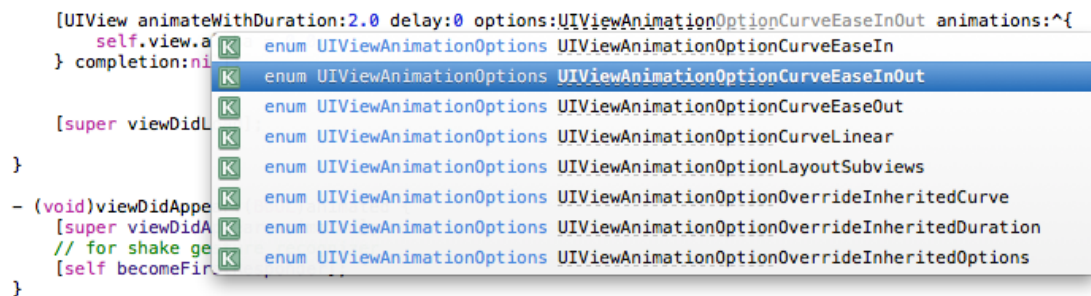 [UIView animateWithDuration:2.0 delay:0 options:UIViewAnimationOptionCurveEaseInOut animations:^{
self.view.a
K enum UIViewAnimationOptions UIViewAnimationOptionCurveEaseIn
} completion:ni
K enum UIViewAnimationOptions UIViewAnimationOptionCurveEaseInOut
K enum UIViewAnimationOptions UIViewAnimationOptionCurveEaseOut
[super viewDidL
K enum UIViewAnimationOptions UIViewAnimationOptionCurveLinear
}
K enum UIViewAnimationOptions UIViewAnimationOptionLayoutSubviews
K enum UIViewAnimationOptions UIViewAnimationOptionOverrideInheritedCurve
- (void)viewDidAppe
[super viewDidA
K enum UIViewAnimationOptions UIViewAnimationOptionOverrideInheritedDuration
// for shake ge
K enum UIViewAnimationOptions UIViewAnimationOptionOverrideInheritedOptions
[self becomeFir
}